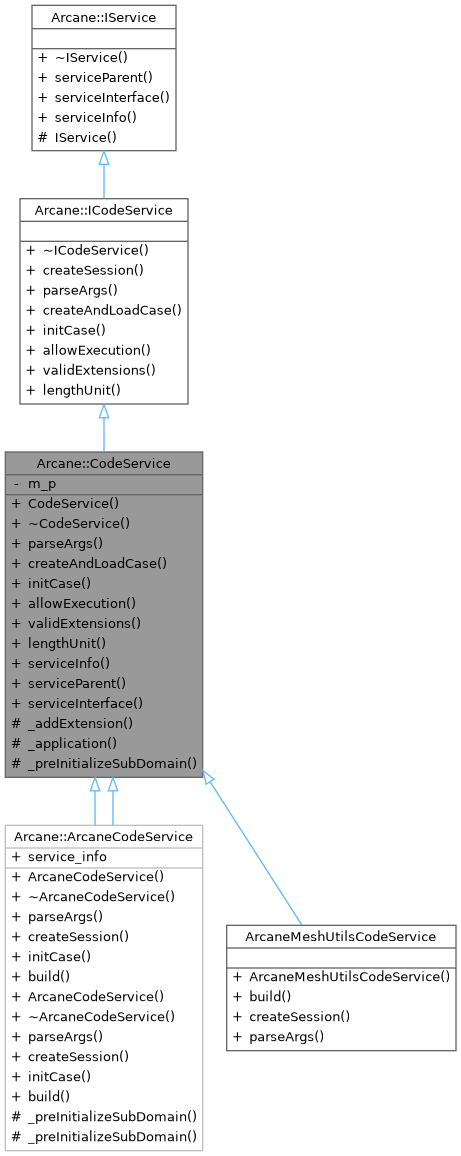 Arcane::IService
+ ~IService()
+ serviceParent()
+ serviceInterface()
+ serviceInfo()
# IService()
Arcane::ICodeService
+ ~ICodeService()
+ createSession()
+ parseArgs()
+ createAndLoadCase()
+ initCase()
+ allowExecution()
+ validExtensions()
+ lengthUnit()
Arcane::CodeService
- m_p
+ CodeService()
+ ~CodeService()
+ parseArgs()
+ createAndLoadCase()
+ initCase()
+ allowExecution()
+ validExtensions()
+ lengthUnit()
+ serviceInfo()
+ serviceParent()
+ serviceInterface()
# _addExtension()
# _application()
# _preInitializeSubDomain()
Arcane::ArcaneCodeService
+ service_info
+ ArcaneCodeService()
+ ~ArcaneCodeService()
+ parseArgs()
+ createSession()
+ initCase()
+ build()
+ ArcaneCodeService()
+ ~ArcaneCodeService()
+ parseArgs()
+ createSession()
+ initCase()
+ build()
# _preInitializeSubDomain()
# _preInitializeSubDomain()
ArcaneMeshUtilsCodeService
+ ArcaneMeshUtilsCodeService()
+ build()
+ createSession()
+ parseArgs()